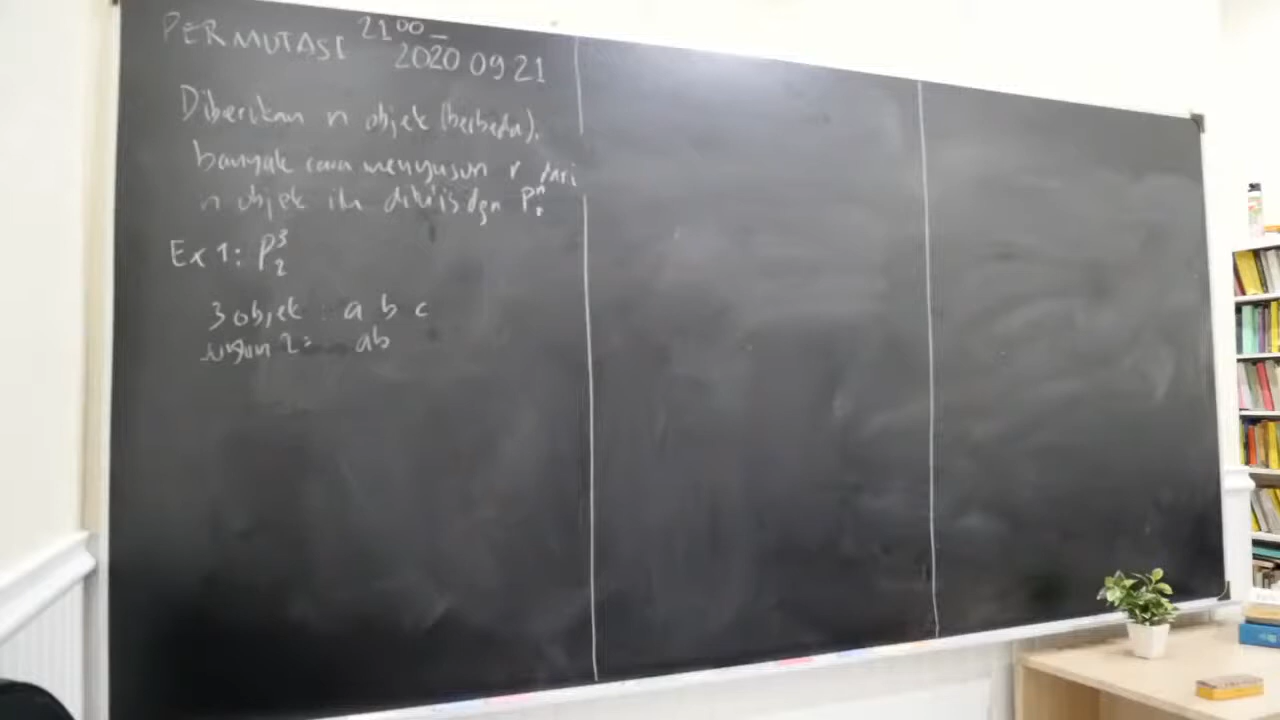 PERMUTASI 21⁰⁰ –
2020 09 21
Diberikan n objek (berbeda),
banyak cara menyusun r dari
n objek itu ditulis dgn Pⁿᵣ
Ex 1: P³₂
3 objek : a b c
susun 2: ab